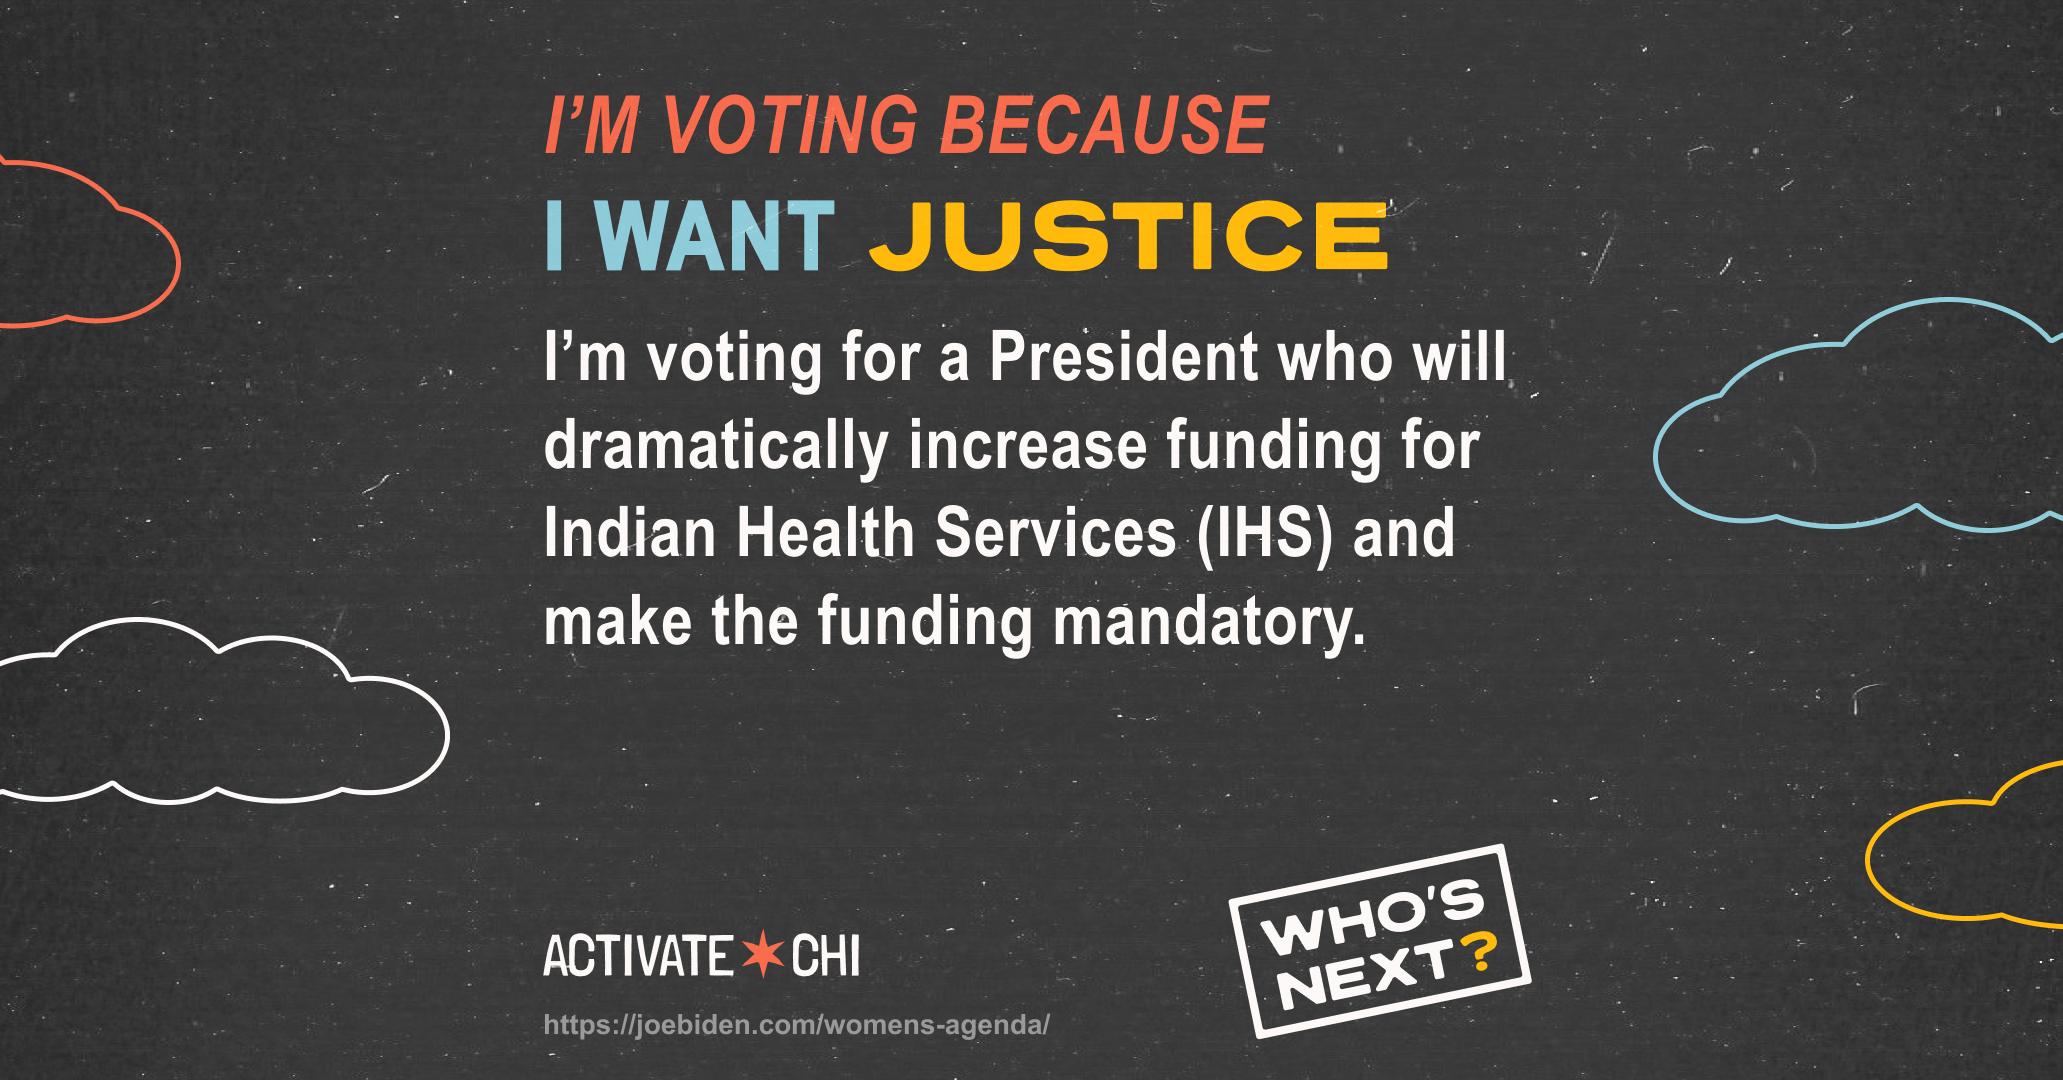 I'M VOTING BECAUSE
I WANT JUSTICE
I'm voting for a President who will
dramatically increase funding for
Indian Health Services (IHS) and
make the funding mandatory.
ACTIVATE CHI
https://joebiden.com/womens-agenda/
WHO'S
NEXT?